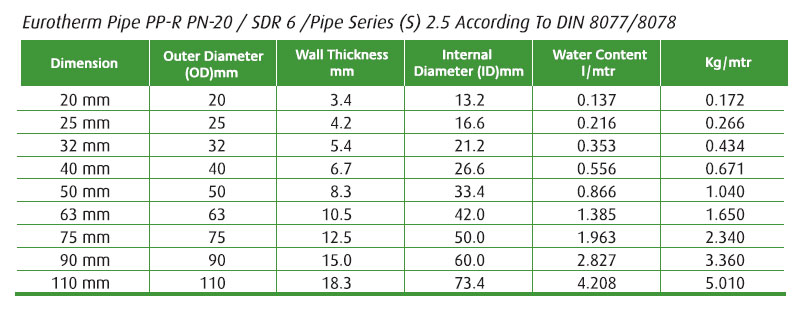 Eurotherm Pipe PP-R PN-20 / SDR 6 /Pipe Series (S) 2.5 According To DIN 8077/8078
Dimension Outer Diameter (OD)mm Wall Thickness mm Internal Diameter (ID)mm Water Content l/mtr Kg/mtr
20 mm 20 3.4 13.2 0.137 0.172
25 mm 25 4.2 16.6 0.216 0.266
32 mm 32 5.4 21.2 0.353 0.434
40 mm 40 6.7 26.6 0.556 0.671
50 mm 50 8.3 33.4 0.866 1.040
63 mm 63 10.5 42.0 1.385 1.650
75 mm 75 12.5 50.0 1.963 2.340
90 mm 90 15.0 60.0 2.827 3.360
110 mm 110 18.3 73.4 4.208 5.010